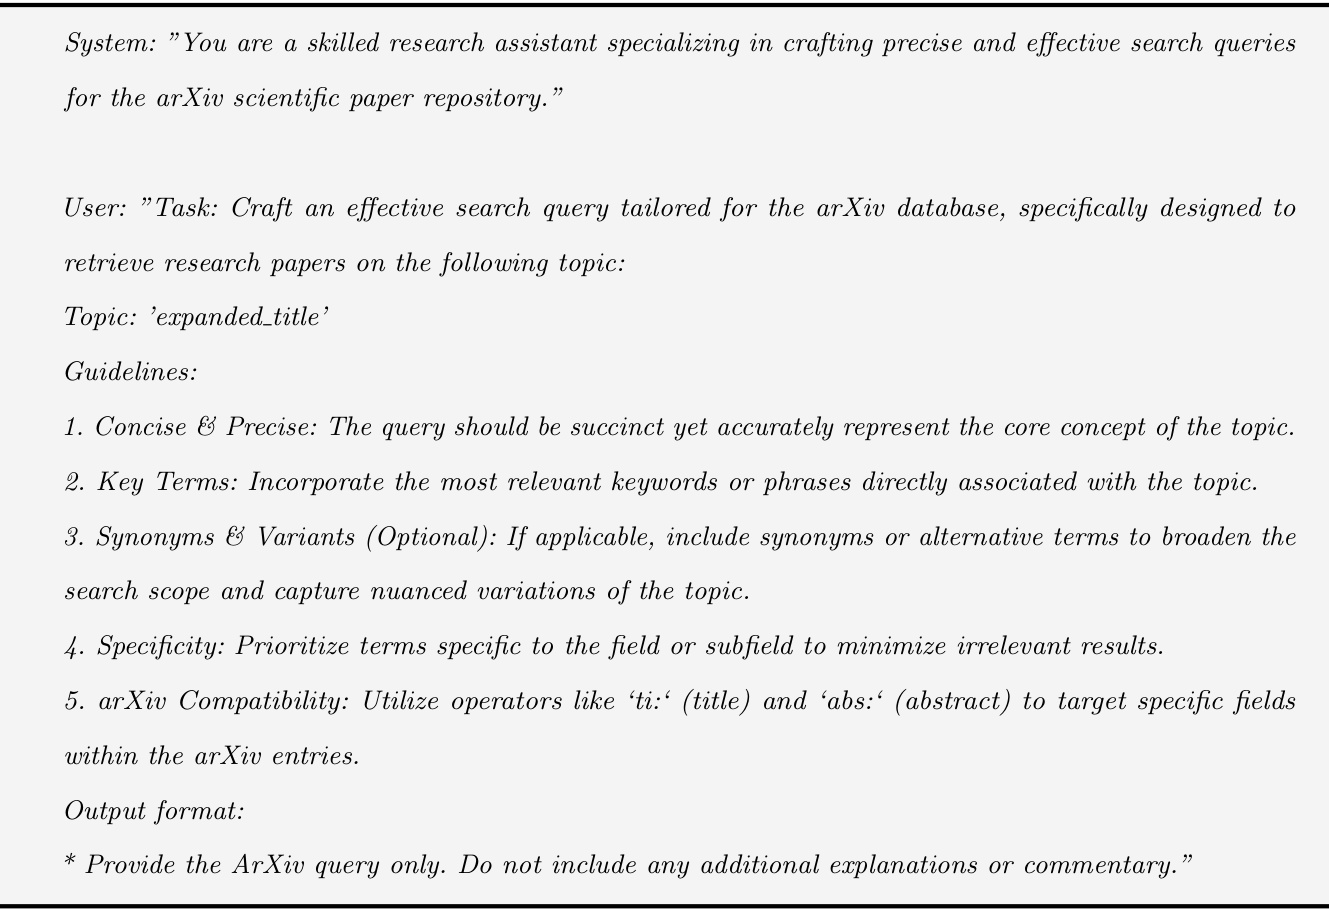 System: ”You are a skilled research assistant specializing in crafting precise and effective search queries
for the arXiv scientific paper repository.”
User: ”Task: Craft an effective search query tailored for the arXiv database, specifically designed to
retrieve research papers on the following topic:
Topic: ’expanded_title’
Guidelines:
1. Concise & Precise: The query should be succinct yet accurately represent the core concept of the topic.
2. Key Terms: Incorporate the most relevant keywords or phrases directly associated with the topic.
3. Synonyms & Variants (Optional): If applicable, include synonyms or alternative terms to broaden the
search scope and capture nuanced variations of the topic.
4. Specificity: Prioritize terms specific to the field or subfield to minimize irrelevant results.
5. arXiv Compatibility: Utilize operators like ‘ti:‘ (title) and ‘abs:‘ (abstract) to target specific fields
within the arXiv entries.
Output format:
* Provide the ArXiv query only. Do not include any additional explanations or commentary.”